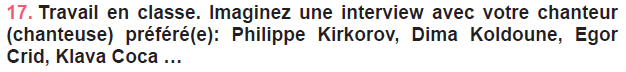 17. Travail en classe. Imaginez une interview avec votre chanteur
(chanteuse) préféré(e): Philippe Kirkorov, Dima Koldoune, Egor
Crid, Klava Coca ...